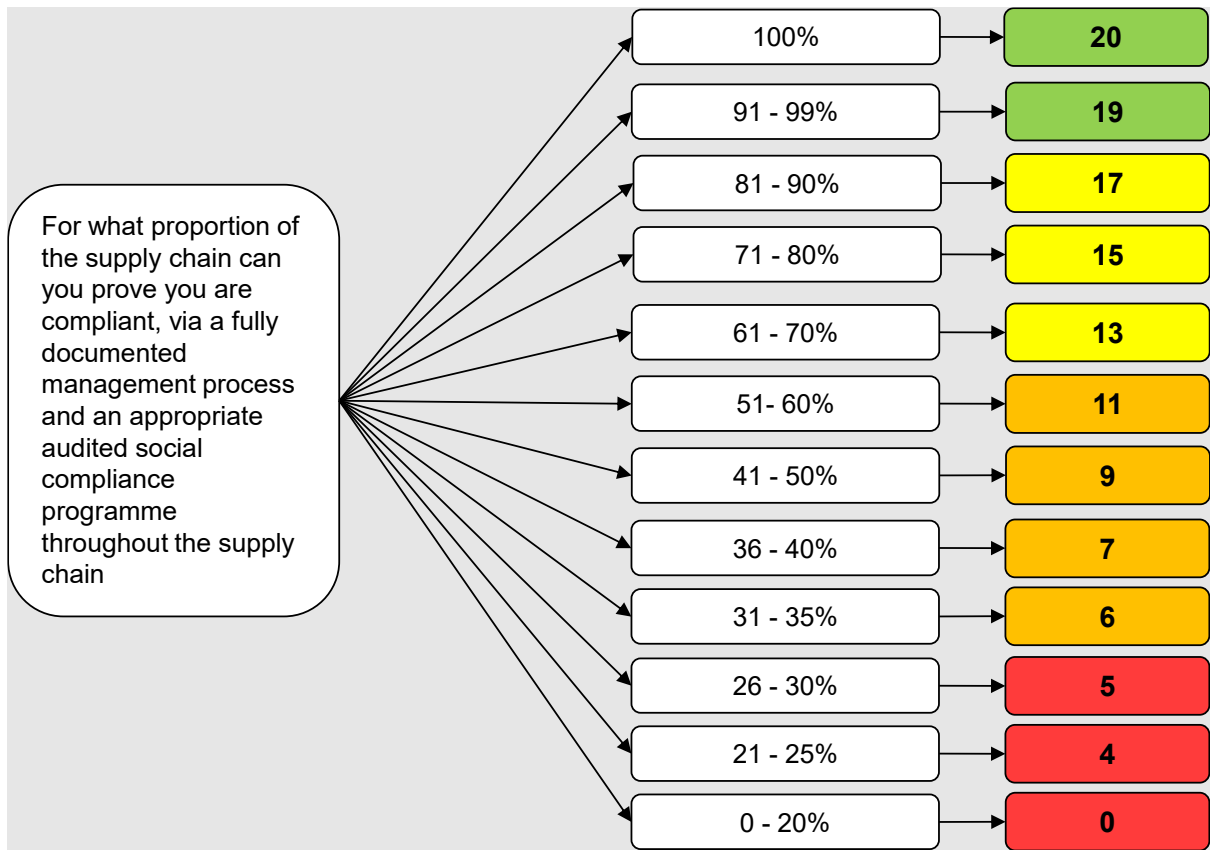 For what proportion of
the supply chain can
you prove you are
compliant, via a fully
documented
management process
and an appropriate
audited social
compliance
programme
throughout the supply
chain
100%
20
91 - 99%
19
81 - 90%
17
71 - 80%
15
61 - 70%
13
51- 60%
11
41 - 50%
9
36 - 40%
7
31 - 35%
6
26 - 30%
5
21 - 25%
4
0 - 20%
0